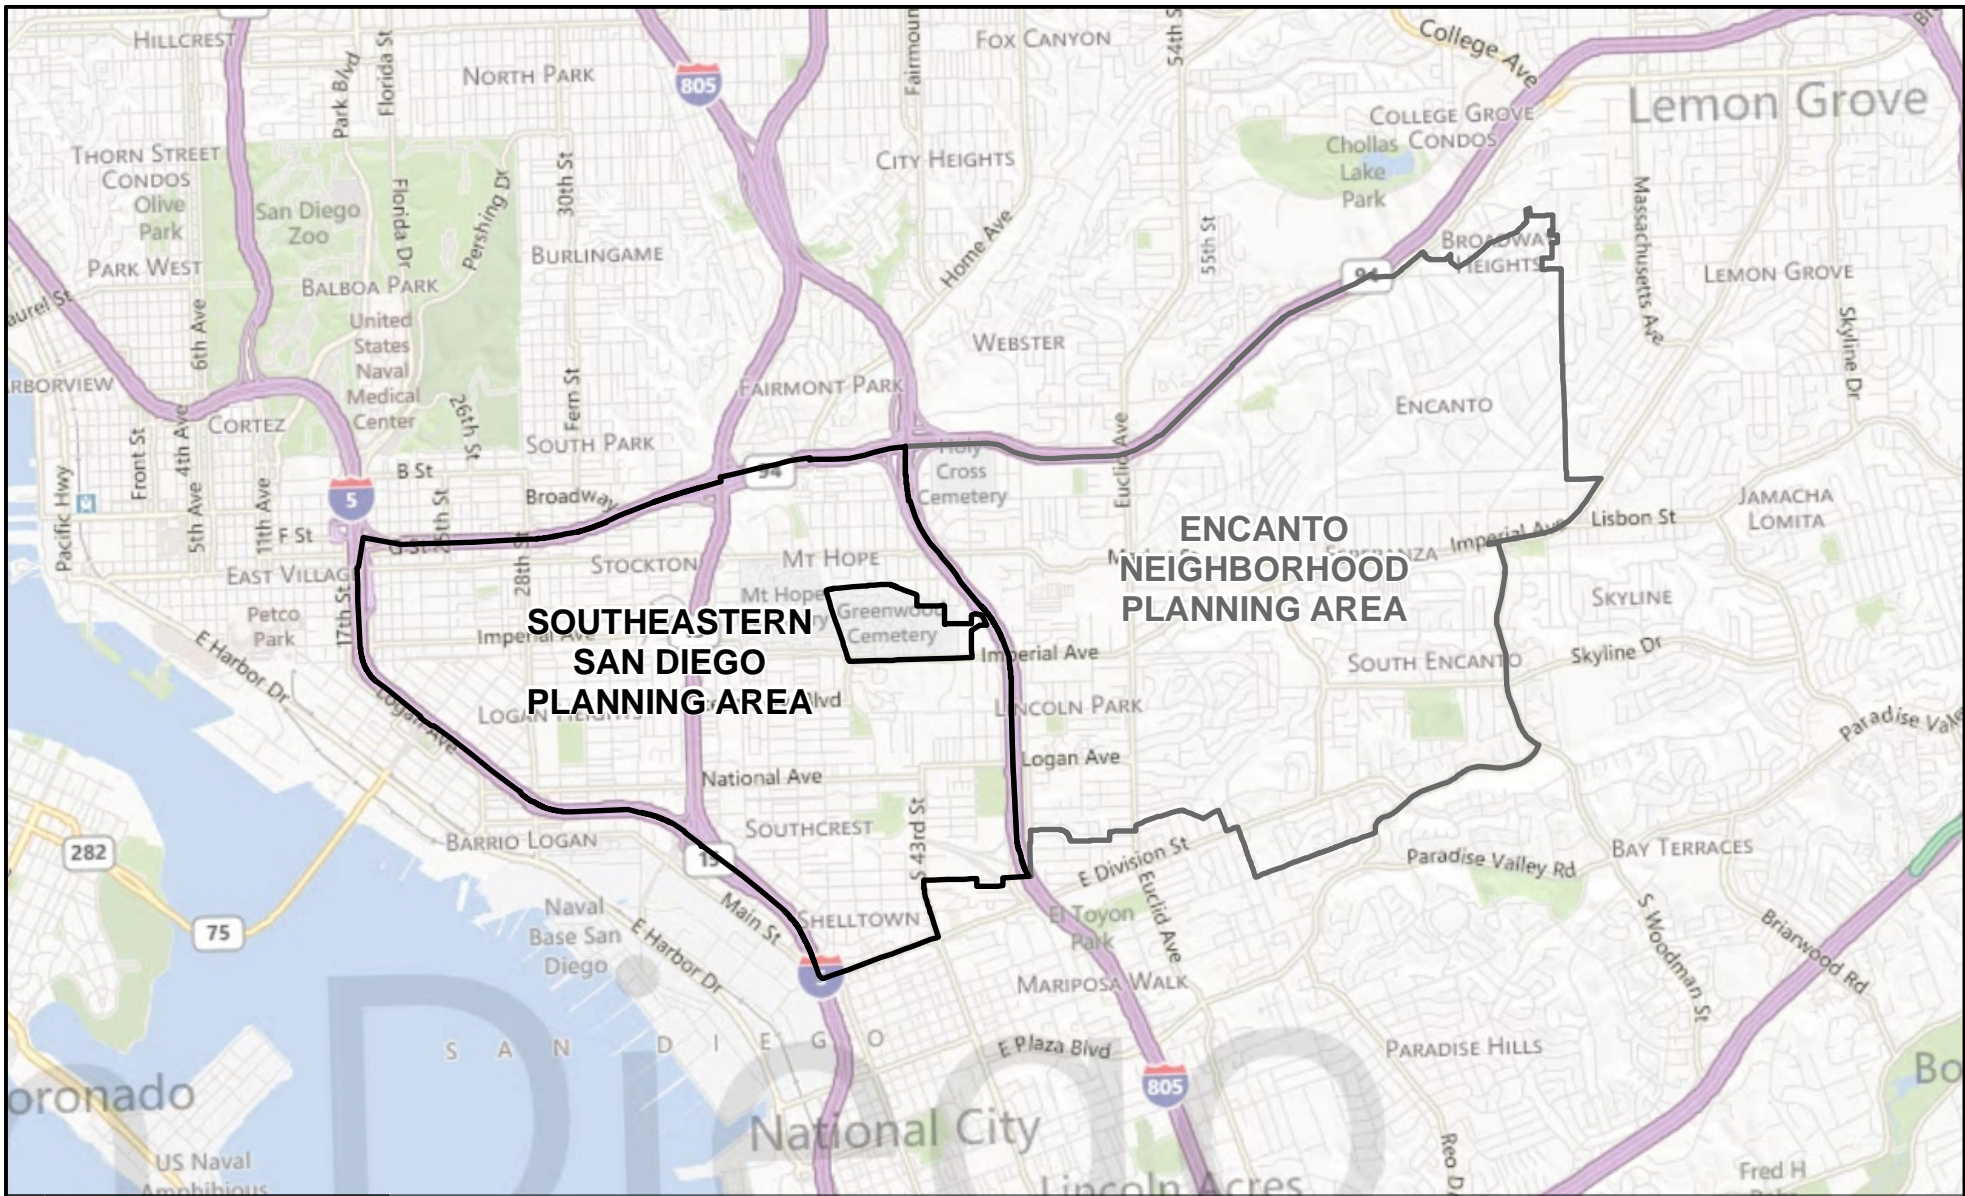 HILLCREST
Park Blvd
Florida St
NORTH PARK
805
FOX CANYON
College Ave
COLLEGE GROVE
CONDOS
Lemon Grove
THORN STREET
CONDOS
Olive
Park
San Diego
Zoo
Florida Dr
Pershing Dr
30th St
CITY HEIGHTS
Chollas
Lake
Park
Massachusetts Ave
PARK WEST
BALBOA PARK
BURLINGAME
Home Ave
55th St
BROADWAY
HEIGHTS
94
LEMON GROVE
6th Ave
United
States
Naval
Medical
Center
WEBSTER
Skyline Dr
FAIRMONT PARK
Fern St
26th St
CORTEZ
SOUTH PARK
ENCANTO
Euclid Ave
Holy
Cross
Cemetery
Pacific Hwy
Front St
4th Ave
5th Ave
11th Ave
B St
5
25th St
Broadway
94
F St
G St
28th St
JAMACHA
LOMITA
Lisbon St
Imperial Ave
ENCANTO
NEIGHBORHOOD
PLANNING AREA
EAST VILLAG
STOCKTON
MT HOPE
Petco
Park
17th St
Mt Hope
Greenwood
Cemetery
SKYLINE
SOUTHEASTERN
SAN DIEGO
PLANNING AREA
Imperial Ave
Imperial Ave
SOUTH ENCANTO
Skyline Dr
E Harbor Dr
Logan Ave
LINCOLN PARK
Logan Ave
National Ave
282
BARRIO LOGAN
SOUTHCREST
S 43rd St
15
E Division St
Paradise Valley Rd
BAY TERRACES
75
Naval
Base San
Diego
Main St
E Harbor Dr
SHELLTOWN
El Toyon
Park
Euclid Ave
S Woodman St
Briarwood Rd
MARIPOSA WALK
SAN DIEGO
E Plaza Blvd
PARADISE HILLS
805
National City
US Naval
Lincoln Acres
Fred H